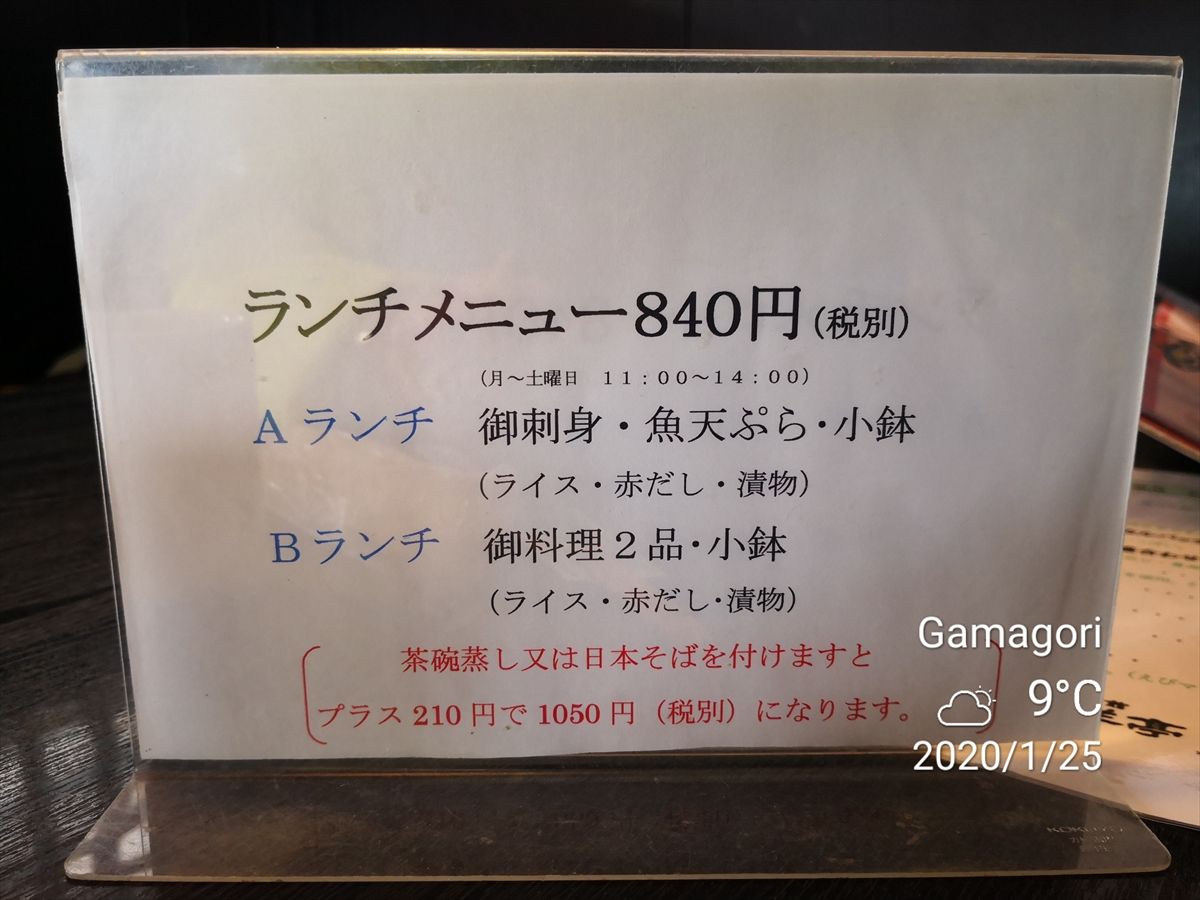 ランチメニュー840円(税別)
(月～土曜日　11:00～14:00)
Aランチ　御刺身・魚天ぷら・小鉢
(ライス・赤だし・漬物)
Bランチ　御料理2品・小鉢
(ライス・赤だし・漬物)
茶碗蒸し又は日本そばを付けますと
プラス210円で1050円（税別）になります。
Gamagori
9°C
2020/1/25